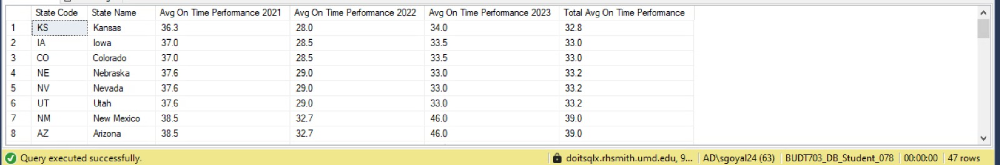 State Code State Name Avg On Time Performance 2021 Avg On Time Performance 2022 Avg On Time Performance 2023 Total Avg On Time Performance
1 KS Kansas 36.3 28.0 34.0 32.8
2 IA Iowa 37.0 28.5 33.5 33.0
3 CO Colorado 37.0 28.5 33.5 33.0
4 NE Nebraska 37.6 29.0 33.0 33.2
5 NV Nevada 37.6 29.0 33.0 33.2
6 UT Utah 37.6 29.0 33.0 33.2
7 NM New Mexico 38.5 32.7 46.0 39.0
8 AZ Arizona 38.5 32.7 46.0 39.0
Query executed successfully. doitsqlx.rhsmith.umd.edu, 9... AD\sgoyal24 (63) BUDT703_DB_Student_078 00:00:00 47 rows